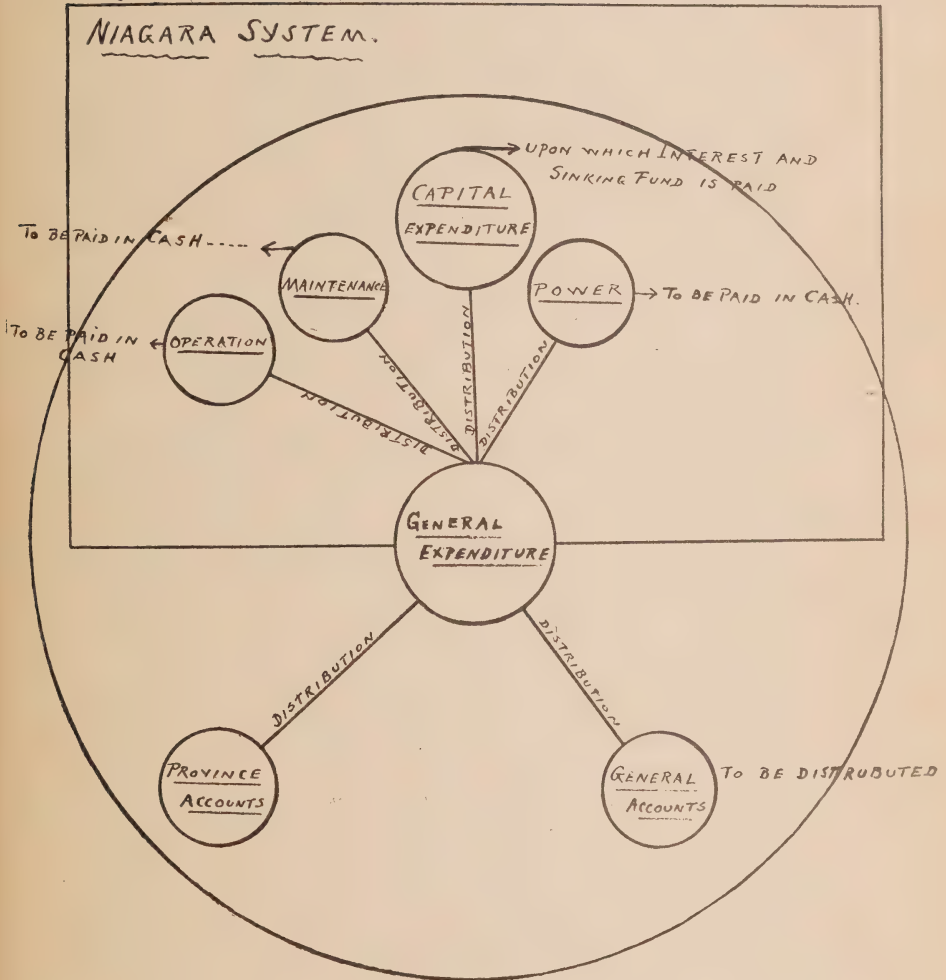 NIAGARA SYSTEM.
UPON WHICH INTEREST AND
SINKING FUND IS PAID
CAPITAL
EXPENDITURE
TO BE PAID IN CASH-----
MAINTENANCE
POWER
TO BE PAID IN CASH.
TO BE PAID IN
CASH
OPERATION
DISTRIBUTION
DISTRIBUTION
DISTRIBUTION
DISTRIBUTION
GENERAL
EXPENDITURE
DISTRIBUTION
DISTRIBUTION
PROVINCE
ACCOUNTS
GENERAL
ACCOUNTS
TO BE DISTRUBUTED